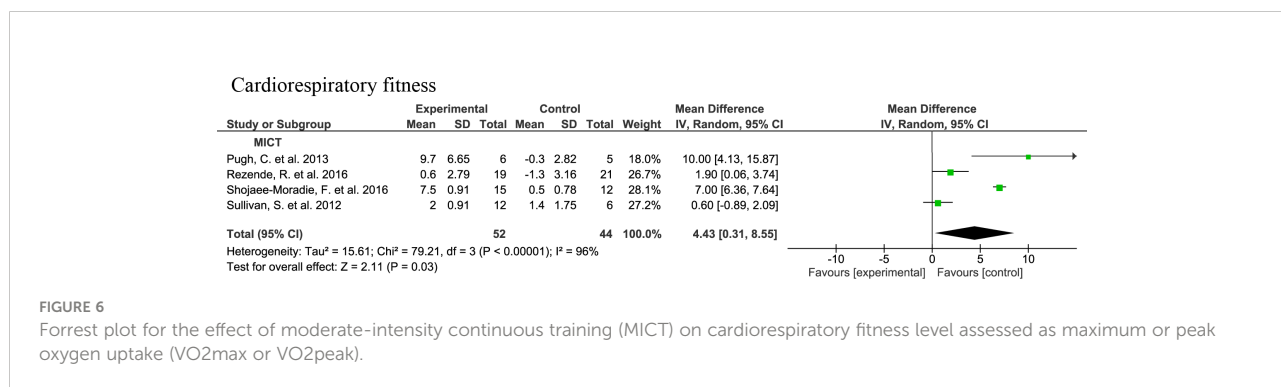 Cardiorespiratory fitness
Experimental Control Mean Difference Mean Difference
Study or Subgroup Mean SD Total Mean SD Total Weight IV, Random, 95% CI IV, Random, 95% CI
MICT
Pugh, C. et al. 2013 9.7 6.65 6 -0.3 2.82 5 18.0% 10.00 [4.13, 15.87]
Rezende, R. et al. 2016 0.6 2.79 19 -1.3 3.16 21 26.7% 1.90 [0.06, 3.74]
Shojaee-Moradie, F. et al. 2016 7.5 0.91 15 0.5 0.78 12 28.1% 7.00 [6.36, 7.64]
Sullivan, S. et al. 2012 2 0.91 12 1.4 1.75 6 27.2% 0.60 [-0.89, 2.09]
Total (95% CI) 52 44 100.0% 4.43 [0.31, 8.55]
Heterogeneity: Tau² = 15.61; Chi² = 79.21, df = 3 (P < 0.00001); I² = 96%
Test for overall effect: Z = 2.11 (P = 0.03)
-10 -5 0 5 10
Favours [experimental] Favours [control]
FIGURE 6
Forrest plot for the effect of moderate-intensity continuous training (MICT) on cardiorespiratory fitness level assessed as maximum or peak
oxygen uptake (VO2max or VO2peak).